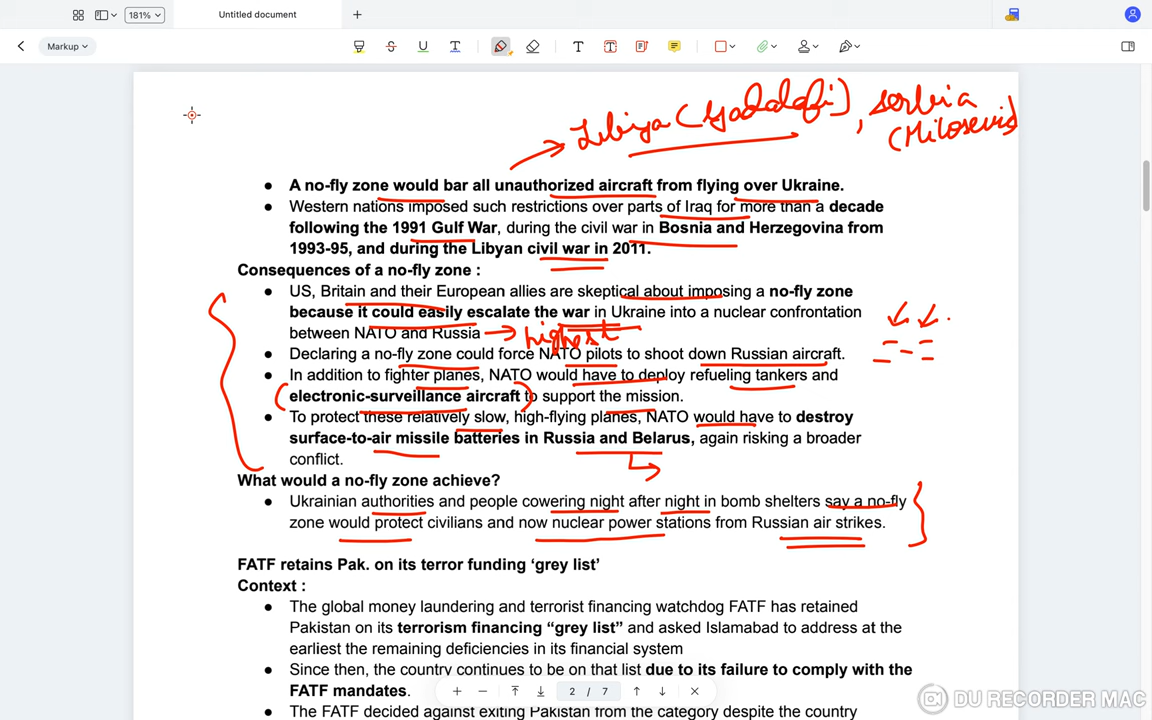 181%
Untitled document
Markup
Libiya (Gaddafi), serbia
(Milosevis)
A no-fly zone would bar all unauthorized aircraft from flying over Ukraine.
Western nations imposed such restrictions over parts of Iraq for more than a decade
following the 1991 Gulf War, during the civil war in Bosnia and Herzegovina from
1993-95, and during the Libyan civil war in 2011.
Consequences of a no-fly zone :
US, Britain and their European allies are skeptical about imposing a no-fly zone
because it could easily escalate the war in Ukraine into a nuclear confrontation
between NATO and Russia → highest
Declaring a no-fly zone could force NATO pilots to shoot down Russian aircraft.
In addition to fighter planes, NATO would have to deploy refueling tankers and
electronic-surveillance aircraft to support the mission.
To protect these relatively slow, high-flying planes, NATO would have to destroy
surface-to-air missile batteries in Russia and Belarus, again risking a broader
conflict.
What would a no-fly zone achieve?
Ukrainian authorities and people cowering night after night in bomb shelters say a no-fly
zone would protect civilians and now nuclear power stations from Russian air strikes.
FATF retains Pak. on its terror funding ‘grey list’
Context :
The global money laundering and terrorist financing watchdog FATF has retained
Pakistan on its terrorism financing “grey list” and asked Islamabad to address at the
earliest the remaining deficiencies in its financial system
Since then, the country continues to be on that list due to its failure to comply with the
FATF mandates.
2 / 7
The FATF decided against exiting Pakistan from the category despite the country
DU RECORDER MAC